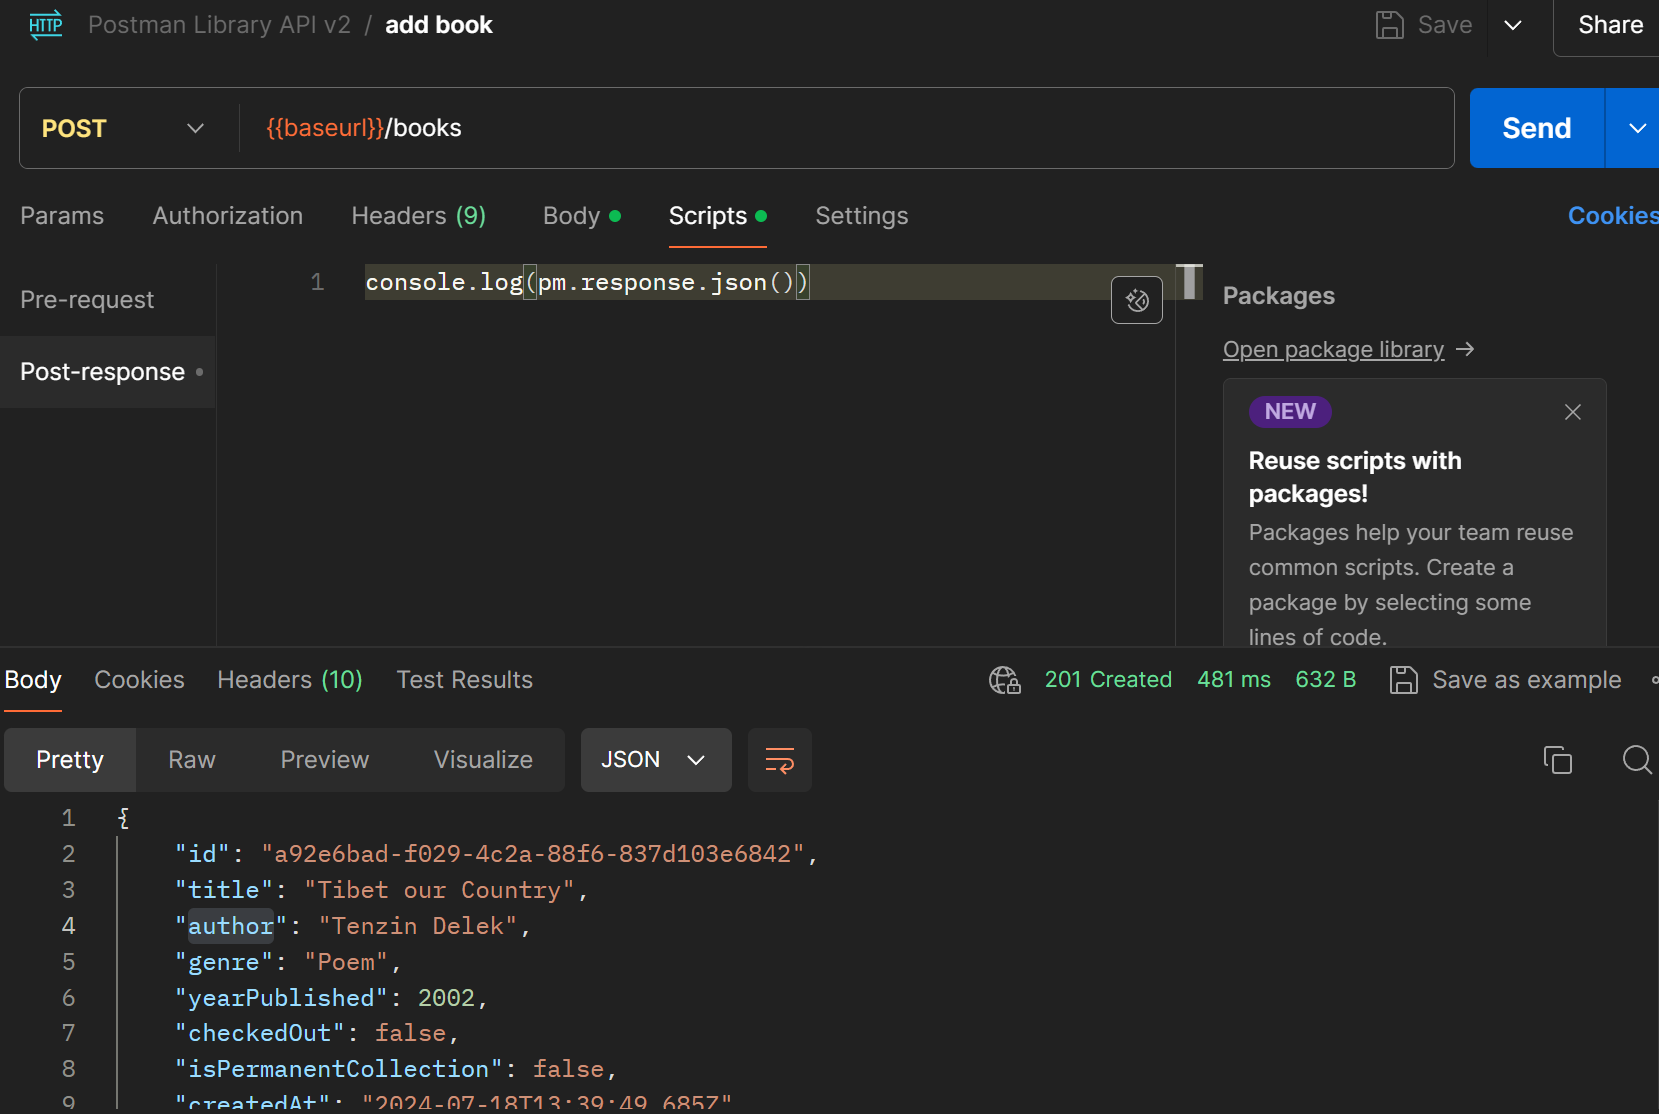 HTTP Postman Library API v2 / add book Save Share
POST {{baseurl}}/books Send
Params Authorization Headers (9) Body Scripts Settings Cookies
Pre-request
Post-response
1 console.log(pm.response.json())
Packages
Open package library →
NEW
Reuse scripts with
packages!
Packages help your team reuse
common scripts. Create a
package by selecting some
lines of code.
Body Cookies Headers (10) Test Results 201 Created 481 ms 632 B Save as example
Pretty Raw Preview Visualize JSON
1 {
2 "id": "a92e6bad-f029-4c2a-88f6-837d103e6842",
3 "title": "Tibet our Country",
4 "author": "Tenzin Delek",
5 "genre": "Poem",
6 "yearPublished": 2002,
7 "checkedOut": false,
8 "isPermanentCollection": false,
9 "createdAt": "2024-07-18T13:39:49.685Z"